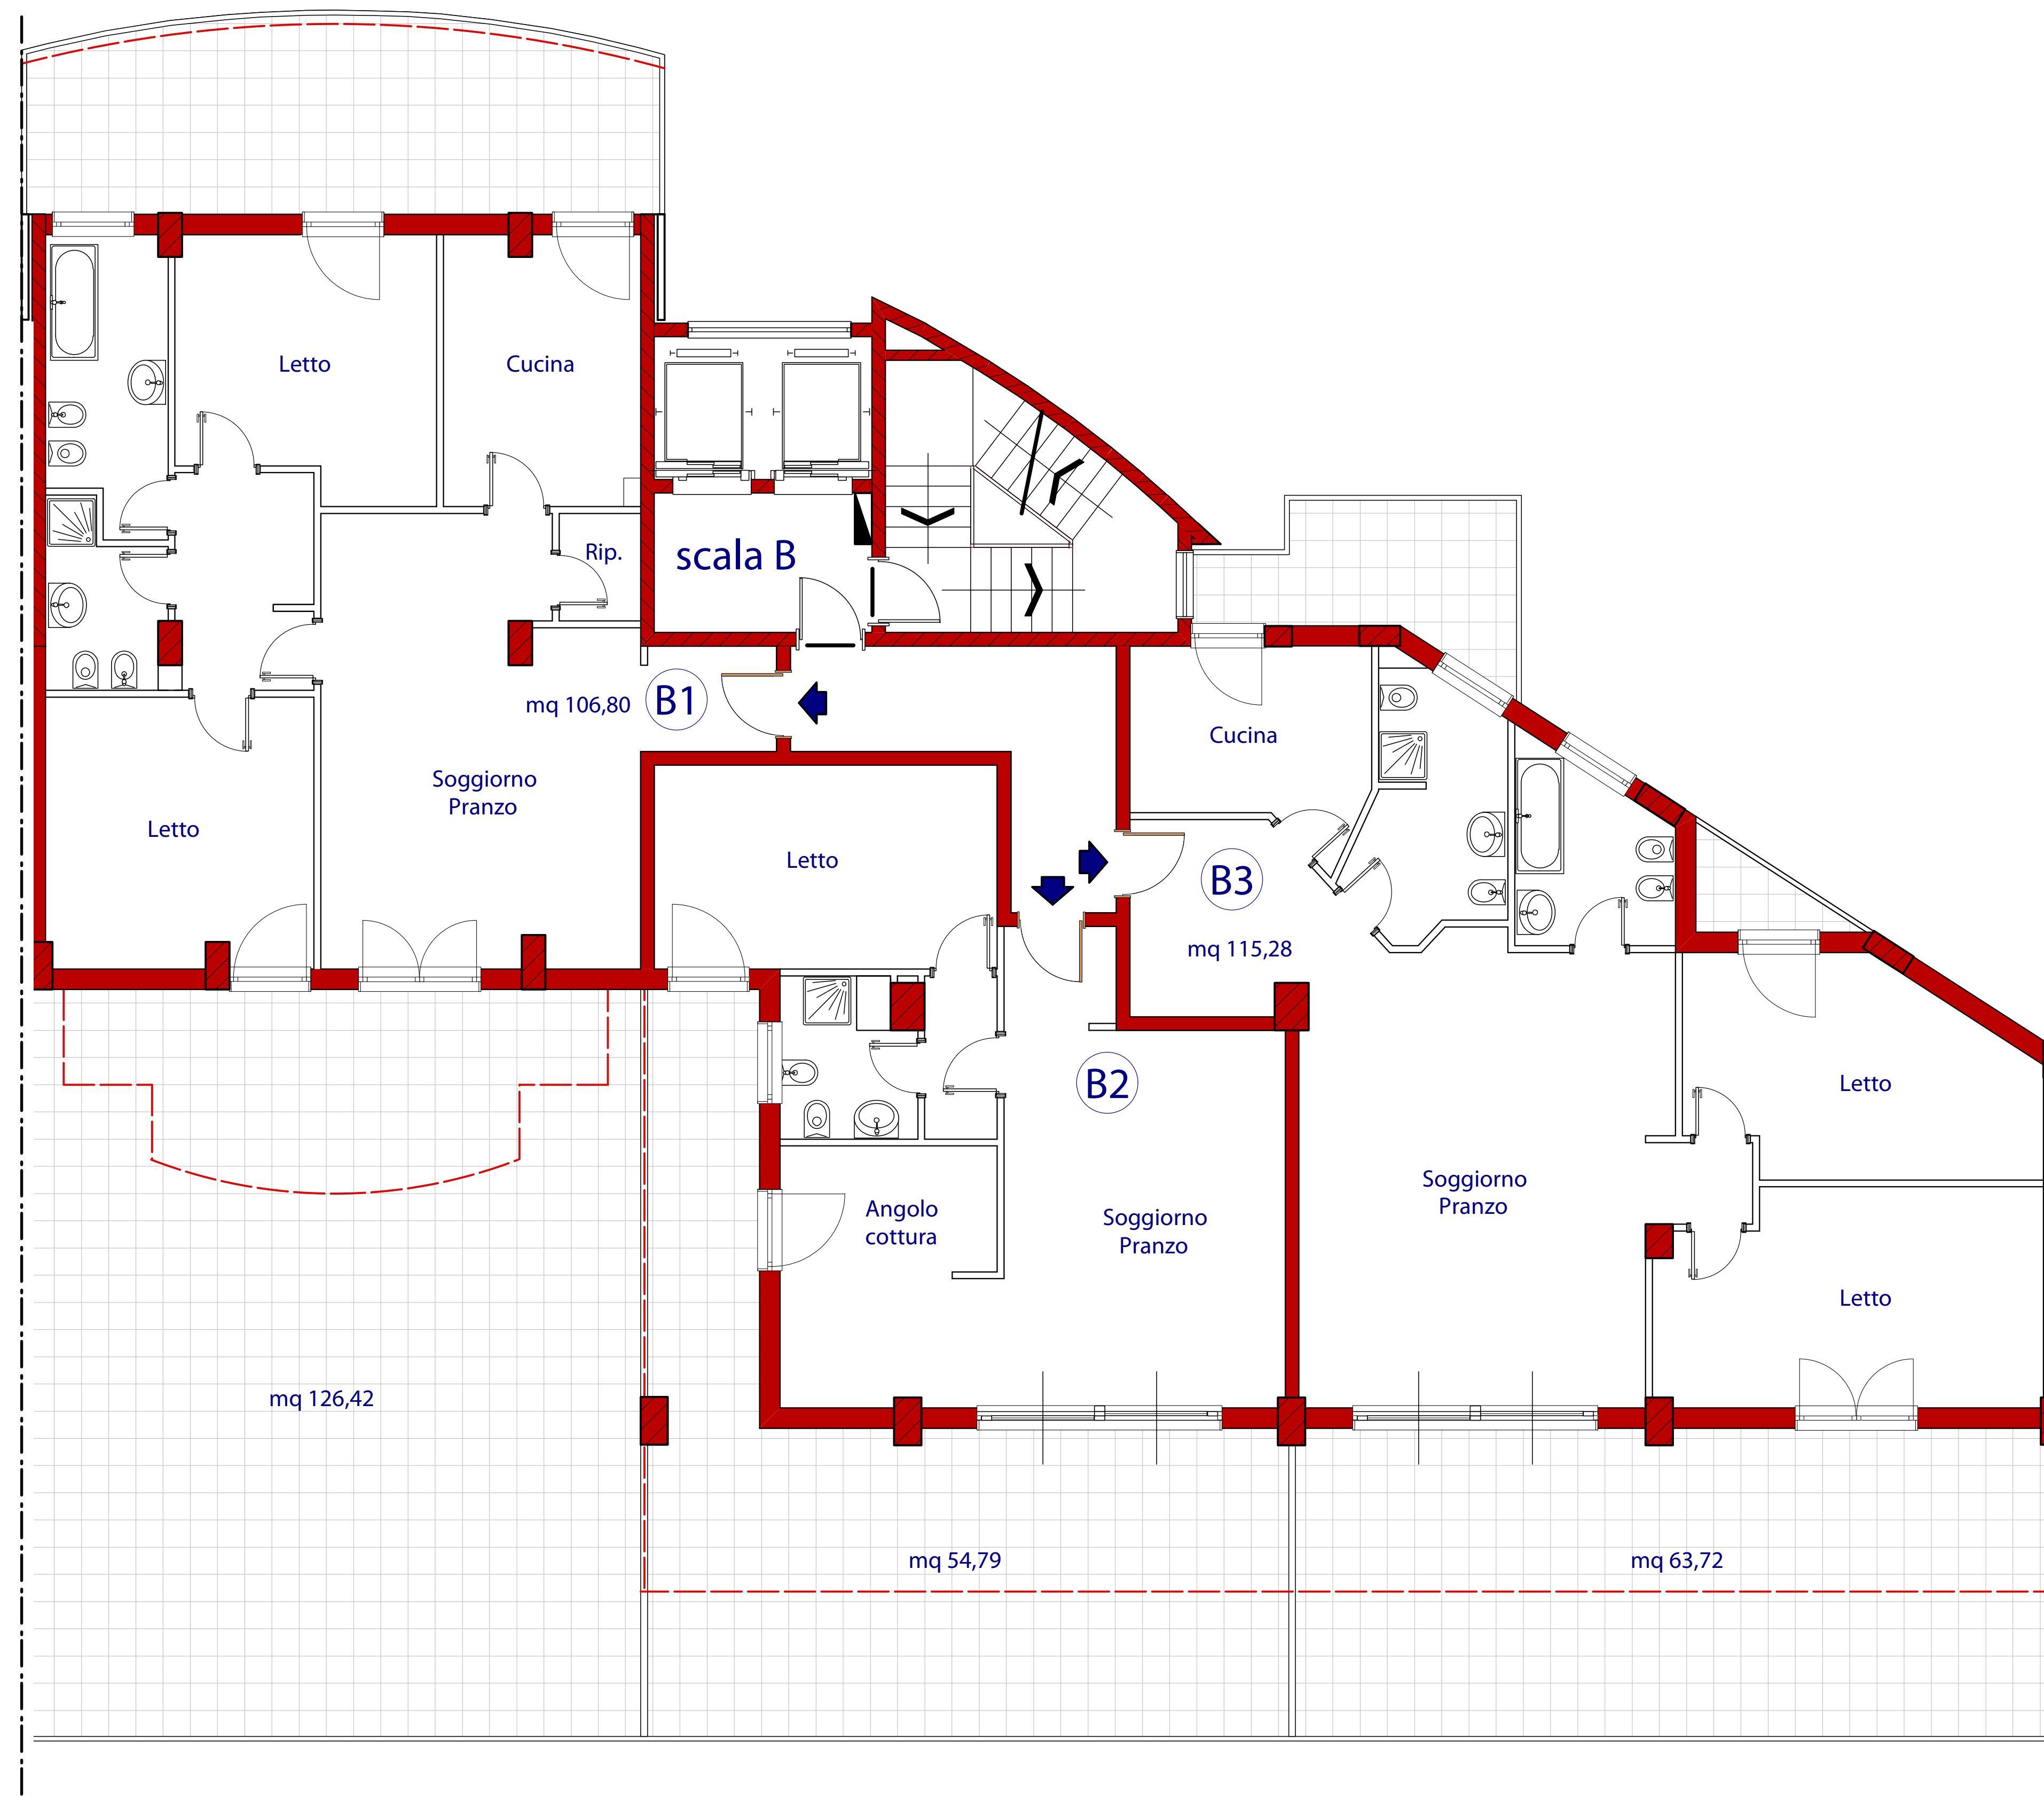 Letto
Cucina
Rip.
scala B
mq 106,80
B1
Cucina
Soggiorno
Pranzo
Letto
Letto
B3
mq 115,28
B2
Letto
Soggiorno
Pranzo
Angolo
cottura
Soggiorno
Pranzo
Letto
mq 126,42
mq 54,79
mq 63,72